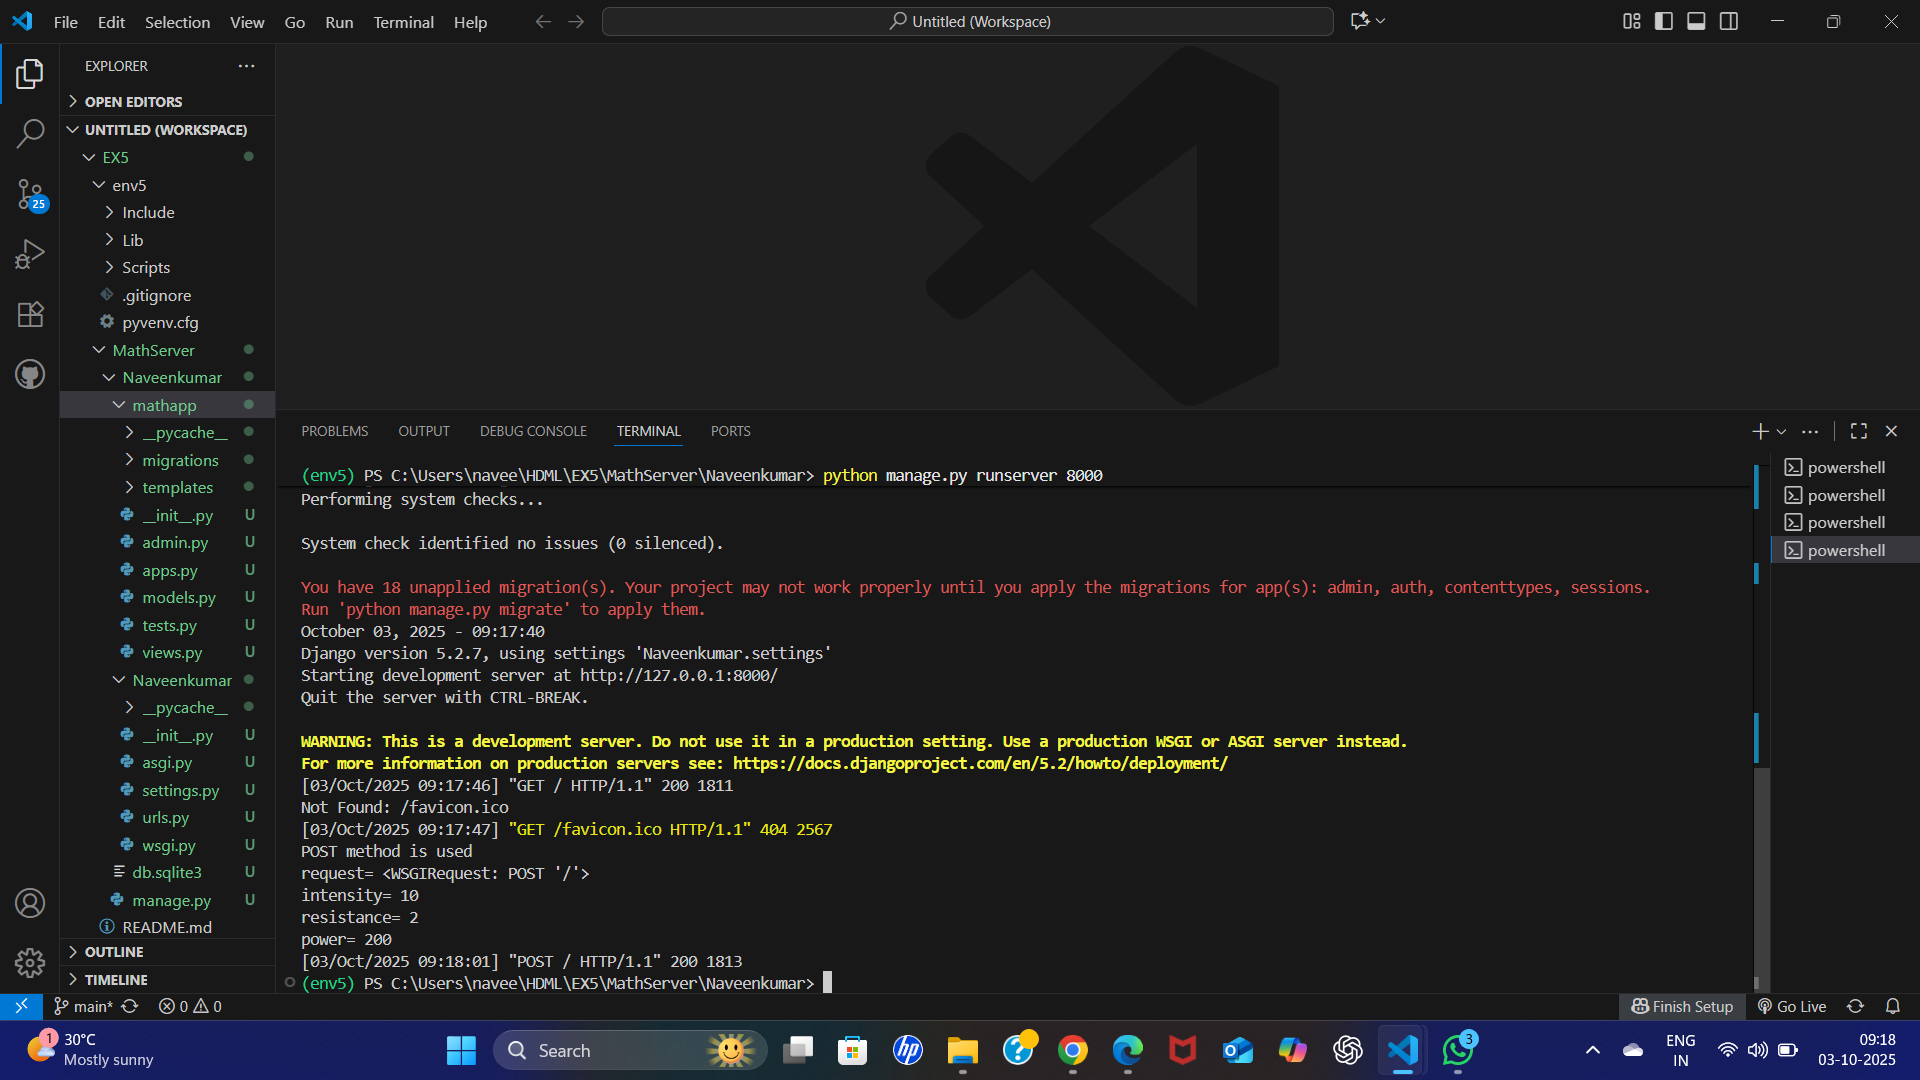 File Edit Selection View Go Run Terminal Help
Untitled (Workspace)
EXPLORER
OPEN EDITORS
UNTITLED (WORKSPACE)
EX5
env5
Include
Lib
Scripts
.gitignore
pyvenv.cfg
MathServer
Naveenkumar
mathapp
__pycache__
migrations
templates
__init__.py U
admin.py U
apps.py U
models.py U
tests.py U
views.py U
Naveenkumar
__pycache__
__init__.py U
asgi.py U
settings.py U
urls.py U
wsgi.py U
db.sqlite3 U
manage.py U
README.md
OUTLINE
TIMELINE
25
PROBLEMS OUTPUT DEBUG CONSOLE TERMINAL PORTS
(env5) PS C:\Users\navee\HDML\EX5\MathServer\Naveenkumar> python manage.py runserver 8000
Performing system checks...
System check identified no issues (0 silenced).
You have 18 unapplied migration(s). Your project may not work properly until you apply the migrations for app(s): admin, auth, contenttypes, sessions.
Run 'python manage.py migrate' to apply them.
October 03, 2025 - 09:17:40
Django version 5.2.7, using settings 'Naveenkumar.settings'
Starting development server at http://127.0.0.1:8000/
Quit the server with CTRL-BREAK.
WARNING: This is a development server. Do not use it in a production setting. Use a production WSGI or ASGI server instead.
For more information on production servers see: https://docs.djangoproject.com/en/5.2/howto/deployment/
[03/Oct/2025 09:17:46] "GET / HTTP/1.1" 200 1811
Not Found: /favicon.ico
[03/Oct/2025 09:17:47] "GET /favicon.ico HTTP/1.1" 404 2567
POST method is used
request= <WSGIRequest: POST '/'>
intensity= 10
resistance= 2
power= 200
[03/Oct/2025 09:18:01] "POST / HTTP/1.1" 200 1813
(env5) PS C:\Users\navee\HDML\EX5\MathServer\Naveenkumar>
powershell
powershell
powershell
powershell
main* 0 0
Finish Setup Go Live
1
30°C
Mostly sunny
Search
hp
3
ENG
IN
09:18
03-10-2025